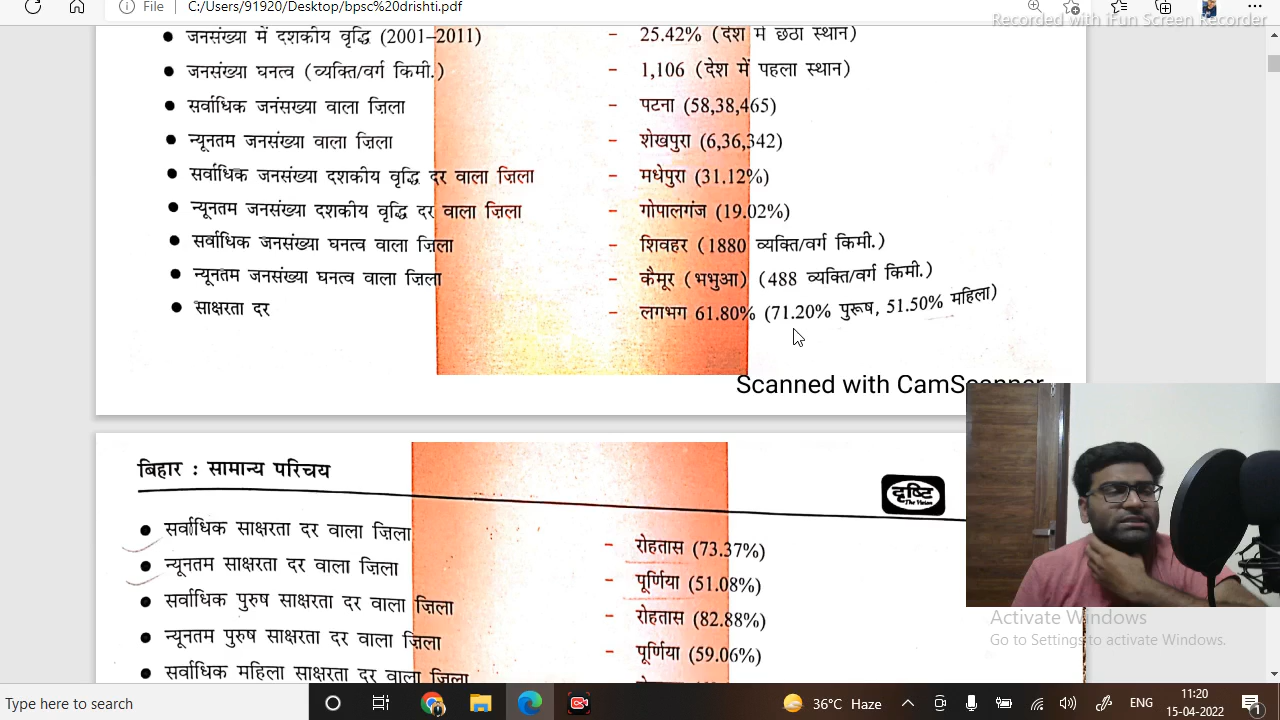 File
C:/Users/91920/Desktop/bpsc%20drishti.pdf
Recorded with iFun Screen Recorder
● जनसंख्या में दशकीय वृद्धि (2001–2011) – 25.42% (देश में छठा स्थान)
● जनसंख्या घनत्व (व्यक्ति/वर्ग किमी.) – 1,106 (देश में पहला स्थान)
● सर्वाधिक जनसंख्या वाला ज़िला – पटना (58,38,465)
● न्यूनतम जनसंख्या वाला ज़िला – शेखपुरा (6,36,342)
● सर्वाधिक जनसंख्या दशकीय वृद्धि दर वाला ज़िला – मधेपुरा (31.12%)
● न्यूनतम जनसंख्या दशकीय वृद्धि दर वाला ज़िला – गोपालगंज (19.02%)
● सर्वाधिक जनसंख्या घनत्व वाला ज़िला – शिवहर (1880 व्यक्ति/वर्ग किमी.)
● न्यूनतम जनसंख्या घनत्व वाला ज़िला – कैमूर (भभुआ) (488 व्यक्ति/वर्ग किमी.)
● साक्षरता दर – लगभग 61.80% (71.20% पुरूष, 51.50% महिला)
Scanned with CamScanner
बिहार : सामान्य परिचय
दृष्टि
The Vision
● सर्वाधिक साक्षरता दर वाला ज़िला – रोहतास (73.37%)
● न्यूनतम साक्षरता दर वाला ज़िला – पूर्णिया (51.08%)
● सर्वाधिक पुरुष साक्षरता दर वाला ज़िला – रोहतास (82.88%)
● न्यूनतम पुरुष साक्षरता दर वाला ज़िला – पूर्णिया (59.06%)
● सर्वाधिक महिला साक्षरता दर वाला ज़िला
Activate Windows
Go to Settings to activate Windows.
Type here to search
36°C Haze
ENG
11:20
15-04-2022
1